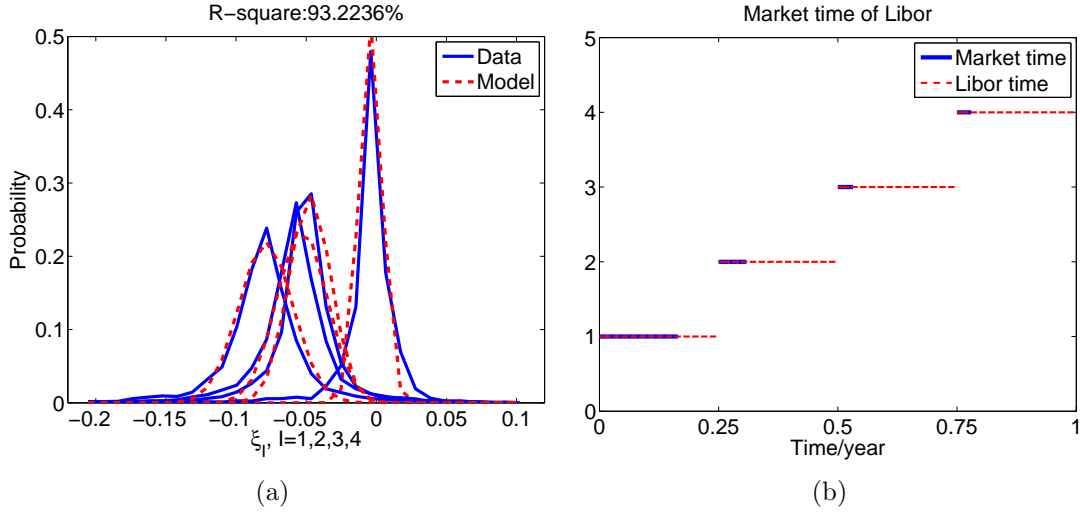 R−square:93.2236%
0.5
0.4
0.3
0.2
0.1
0
Probability
Data
Model
−0.2 −0.15 −0.1 −0.05 0 0.05 0.1
ξ_I, I=1,2,3,4
(a)
Market time of Libor
5
4
3
2
1
0
Market time
Libor time
0 0.25 0.5 0.75 1
Time/year
(b)